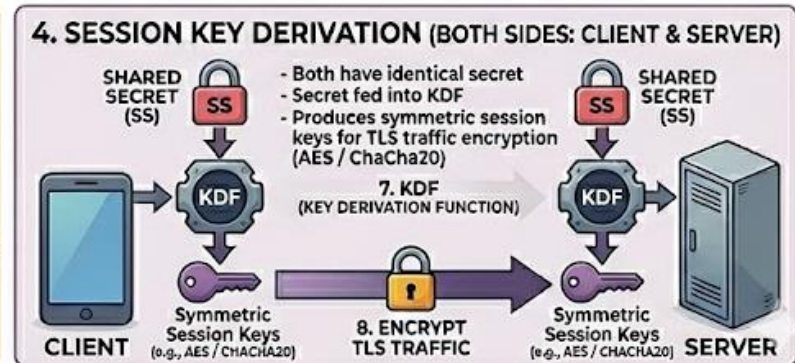 4. SESSION KEY DERIVATION (BOTH SIDES: CLIENT & SERVER)
SHARED
SECRET
(SS)
SS
- Both have identical secret
- Secret fed into KDF
- Produces symmetric session
keys for TLS traffic encryption
(AES / ChaCha20)
SS
SHARED
SECRET
(SS)
KDF
7. KDF
(KEY DERIVATION FUNCTION)
KDF
Symmetric
Session Keys
(e.g., AES / CHACHA20)
8. ENCRYPT
TLS TRAFFIC
Symmetric
Session Keys
(e.g., AES / CHACHA20)
CLIENT
SERVER